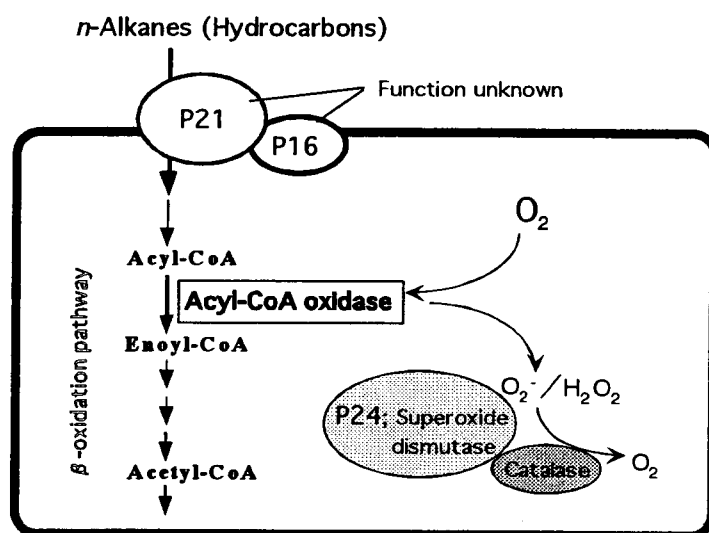 n-Alkanes (Hydrocarbons)
Function unknown
P21
P16
O₂
Acyl-CoA
Acyl-CoA oxidase
β-oxidation pathway
Enoyl-CoA
O₂⁻/H₂O₂
P24; Superoxide
dismutase
Catalase
O₂
Acetyl-CoA